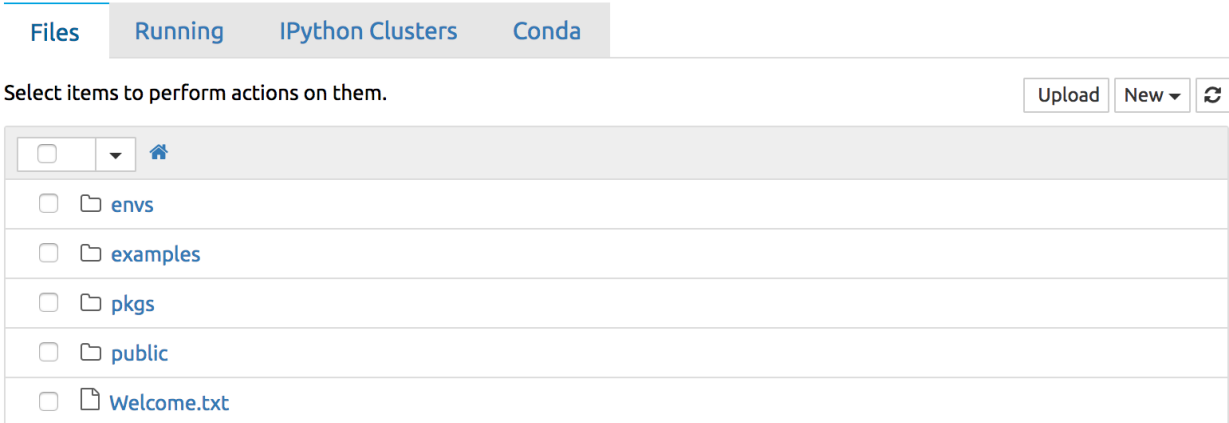 Files Running IPython Clusters Conda
Select items to perform actions on them. Upload New
envs
examples
pkgs
public
Welcome.txt